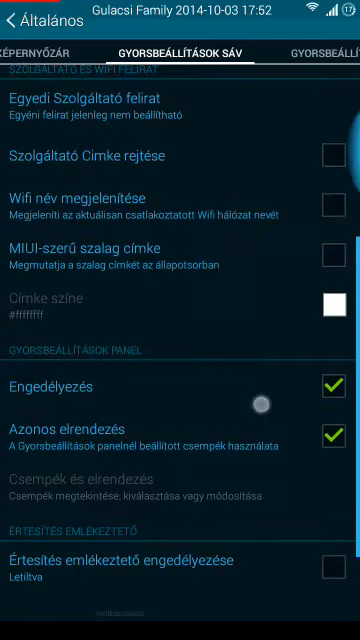 Gulacsi Family 2014-10-03 17:52
17
Általános
KÉPERNYŐZÁR
GYORSBEÁLLÍTÁSOK SÁV
GYORSBEÁLLÍ
SZOLGÁLTATÓ ÉS WIFI FELIRAT
Egyedi Szolgáltató felirat
Egyéni felirat jelenleg nem beállítható
Szolgáltató Cimke rejtése
Wifi név megjelenítése
Megjeleníti az aktuálisan csatlakoztatott Wifi hálózat nevét
MIUI-szerű szalag címke
Megmutatja a szalag címkét az állapotsorban
Címke színe
#ffffffff
GYORSBEÁLLÍTÁSOK PANEL
Engedélyezés
Azonos elrendezés
A Gyorsbeállítások panelnél beállított csempék használata
Csempék és elrendezés
Csempék megtekintése, kiválasztása vagy módosítása
ÉRTESÍTÉS EMLÉKEZTETŐ
Értesítés emlékeztető engedélyezése
Letiltva